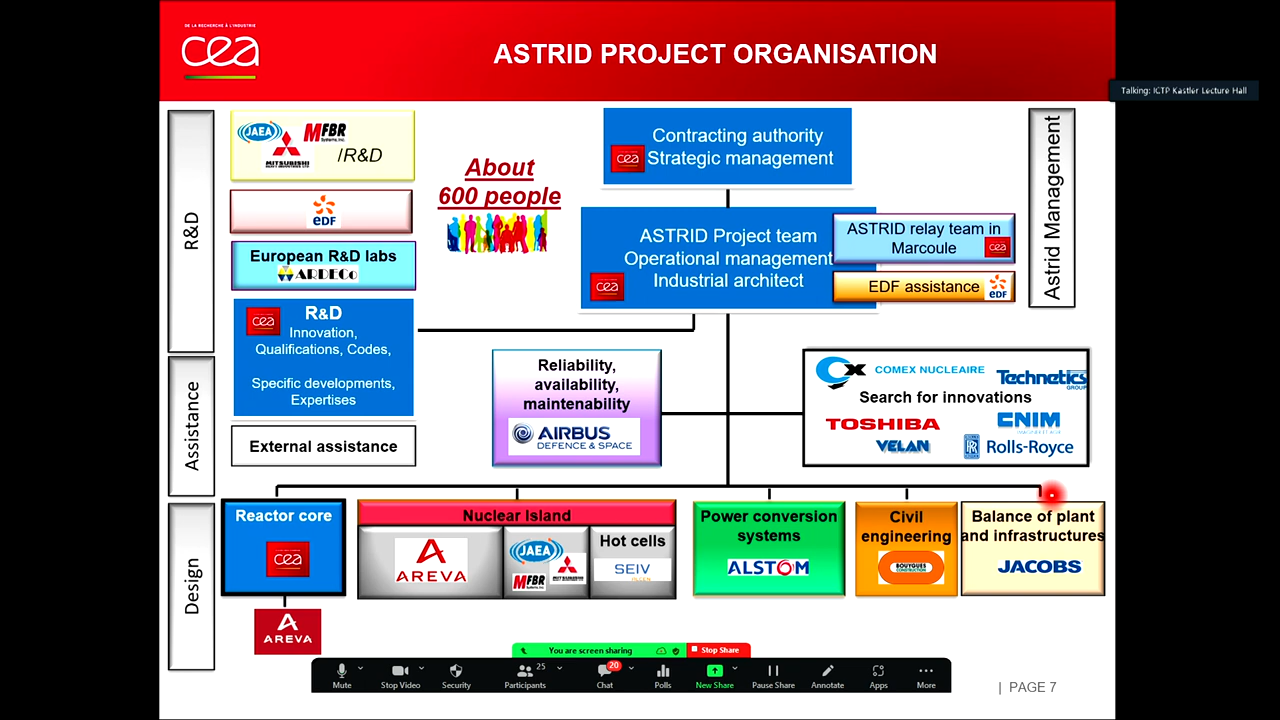 DE LA RECHERCHE À L'INDUSTRIE
cea
ASTRID PROJECT ORGANISATION
Talking: ICTP Kastler Lecture Hall
R&D
JAEA
MFBR
Systems, Inc.
MITSUBISHI
/R&D
eDF
European R&D labs
ARDECo
cea
R&D
Innovation,
Qualifications, Codes,
Specific developments,
Expertises
About
600 people
Contracting authority
cea
Strategic management
ASTRID Project team
Operational management
Industrial architect
cea
ASTRID relay team in
Marcoule
cea
EDF assistance
eDF
Astrid Management
Assistance
External assistance
Reliability,
availability,
maintenability
AIRBUS
DEFENCE & SPACE
COMEX NUCLEAIRE
Technetics
GROUP
Search for innovations
TOSHIBA
CNIM
VELAN
Rolls-Royce
Design
Reactor core
cea
AREVA
Nuclear Island
AREVA
JAEA
MFBR
MITSUBISHI
Hot cells
SEIV
Power conversion
systems
ALSTOM
Civil
engineering
BOUYGUES
CONSTRUCTION
Balance of plant
and infrastructures
JACOBS
You are screen sharing
Stop Share
Mute
Stop Video
Security
Participants
25
Chat
20
Polls
New Share
Pause Share
Annotate
Apps
More
| PAGE 7